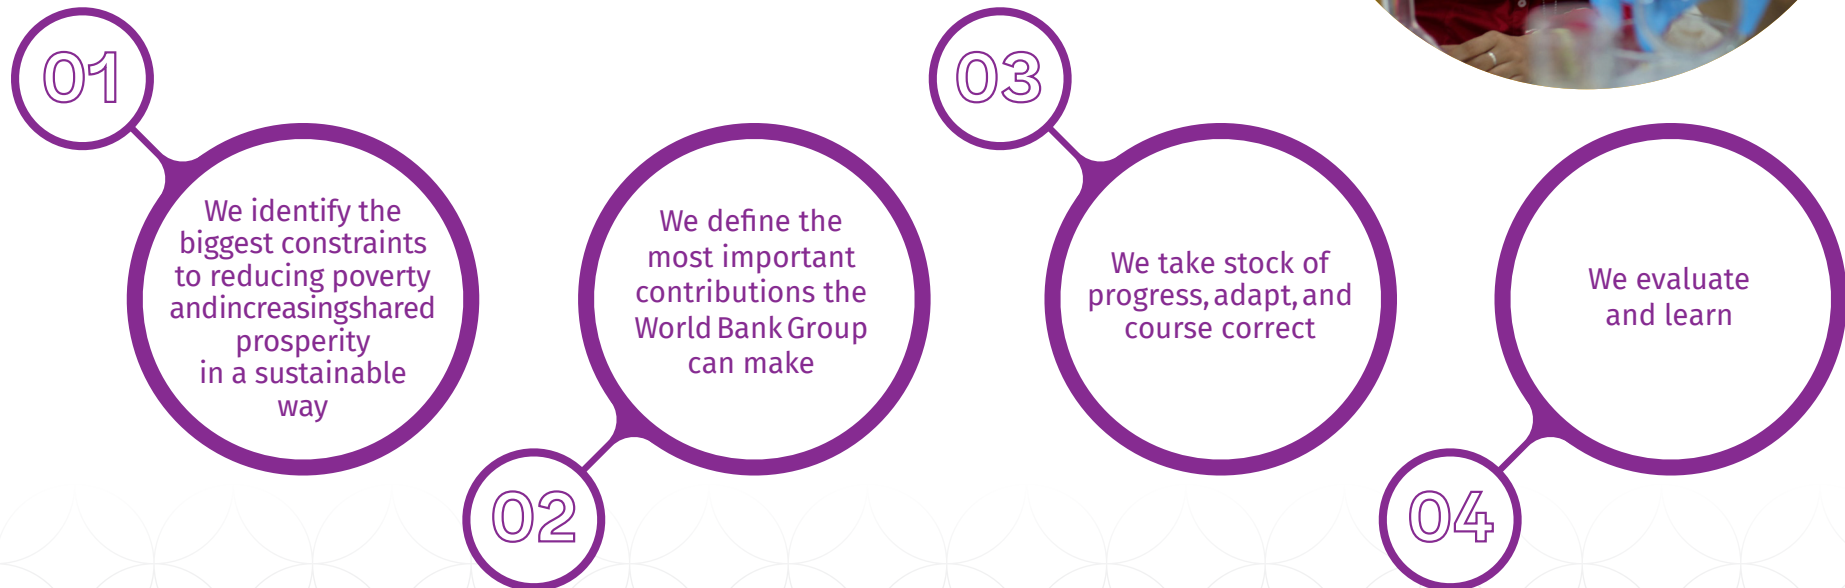 01
We identify the
biggest constraints
to reducing poverty
andincreasingshared
prosperity
in a sustainable
way
02
We define the
most important
contributions the
World Bank Group
can make
03
We take stock of
progress, adapt, and
course correct
04
We evaluate
and learn